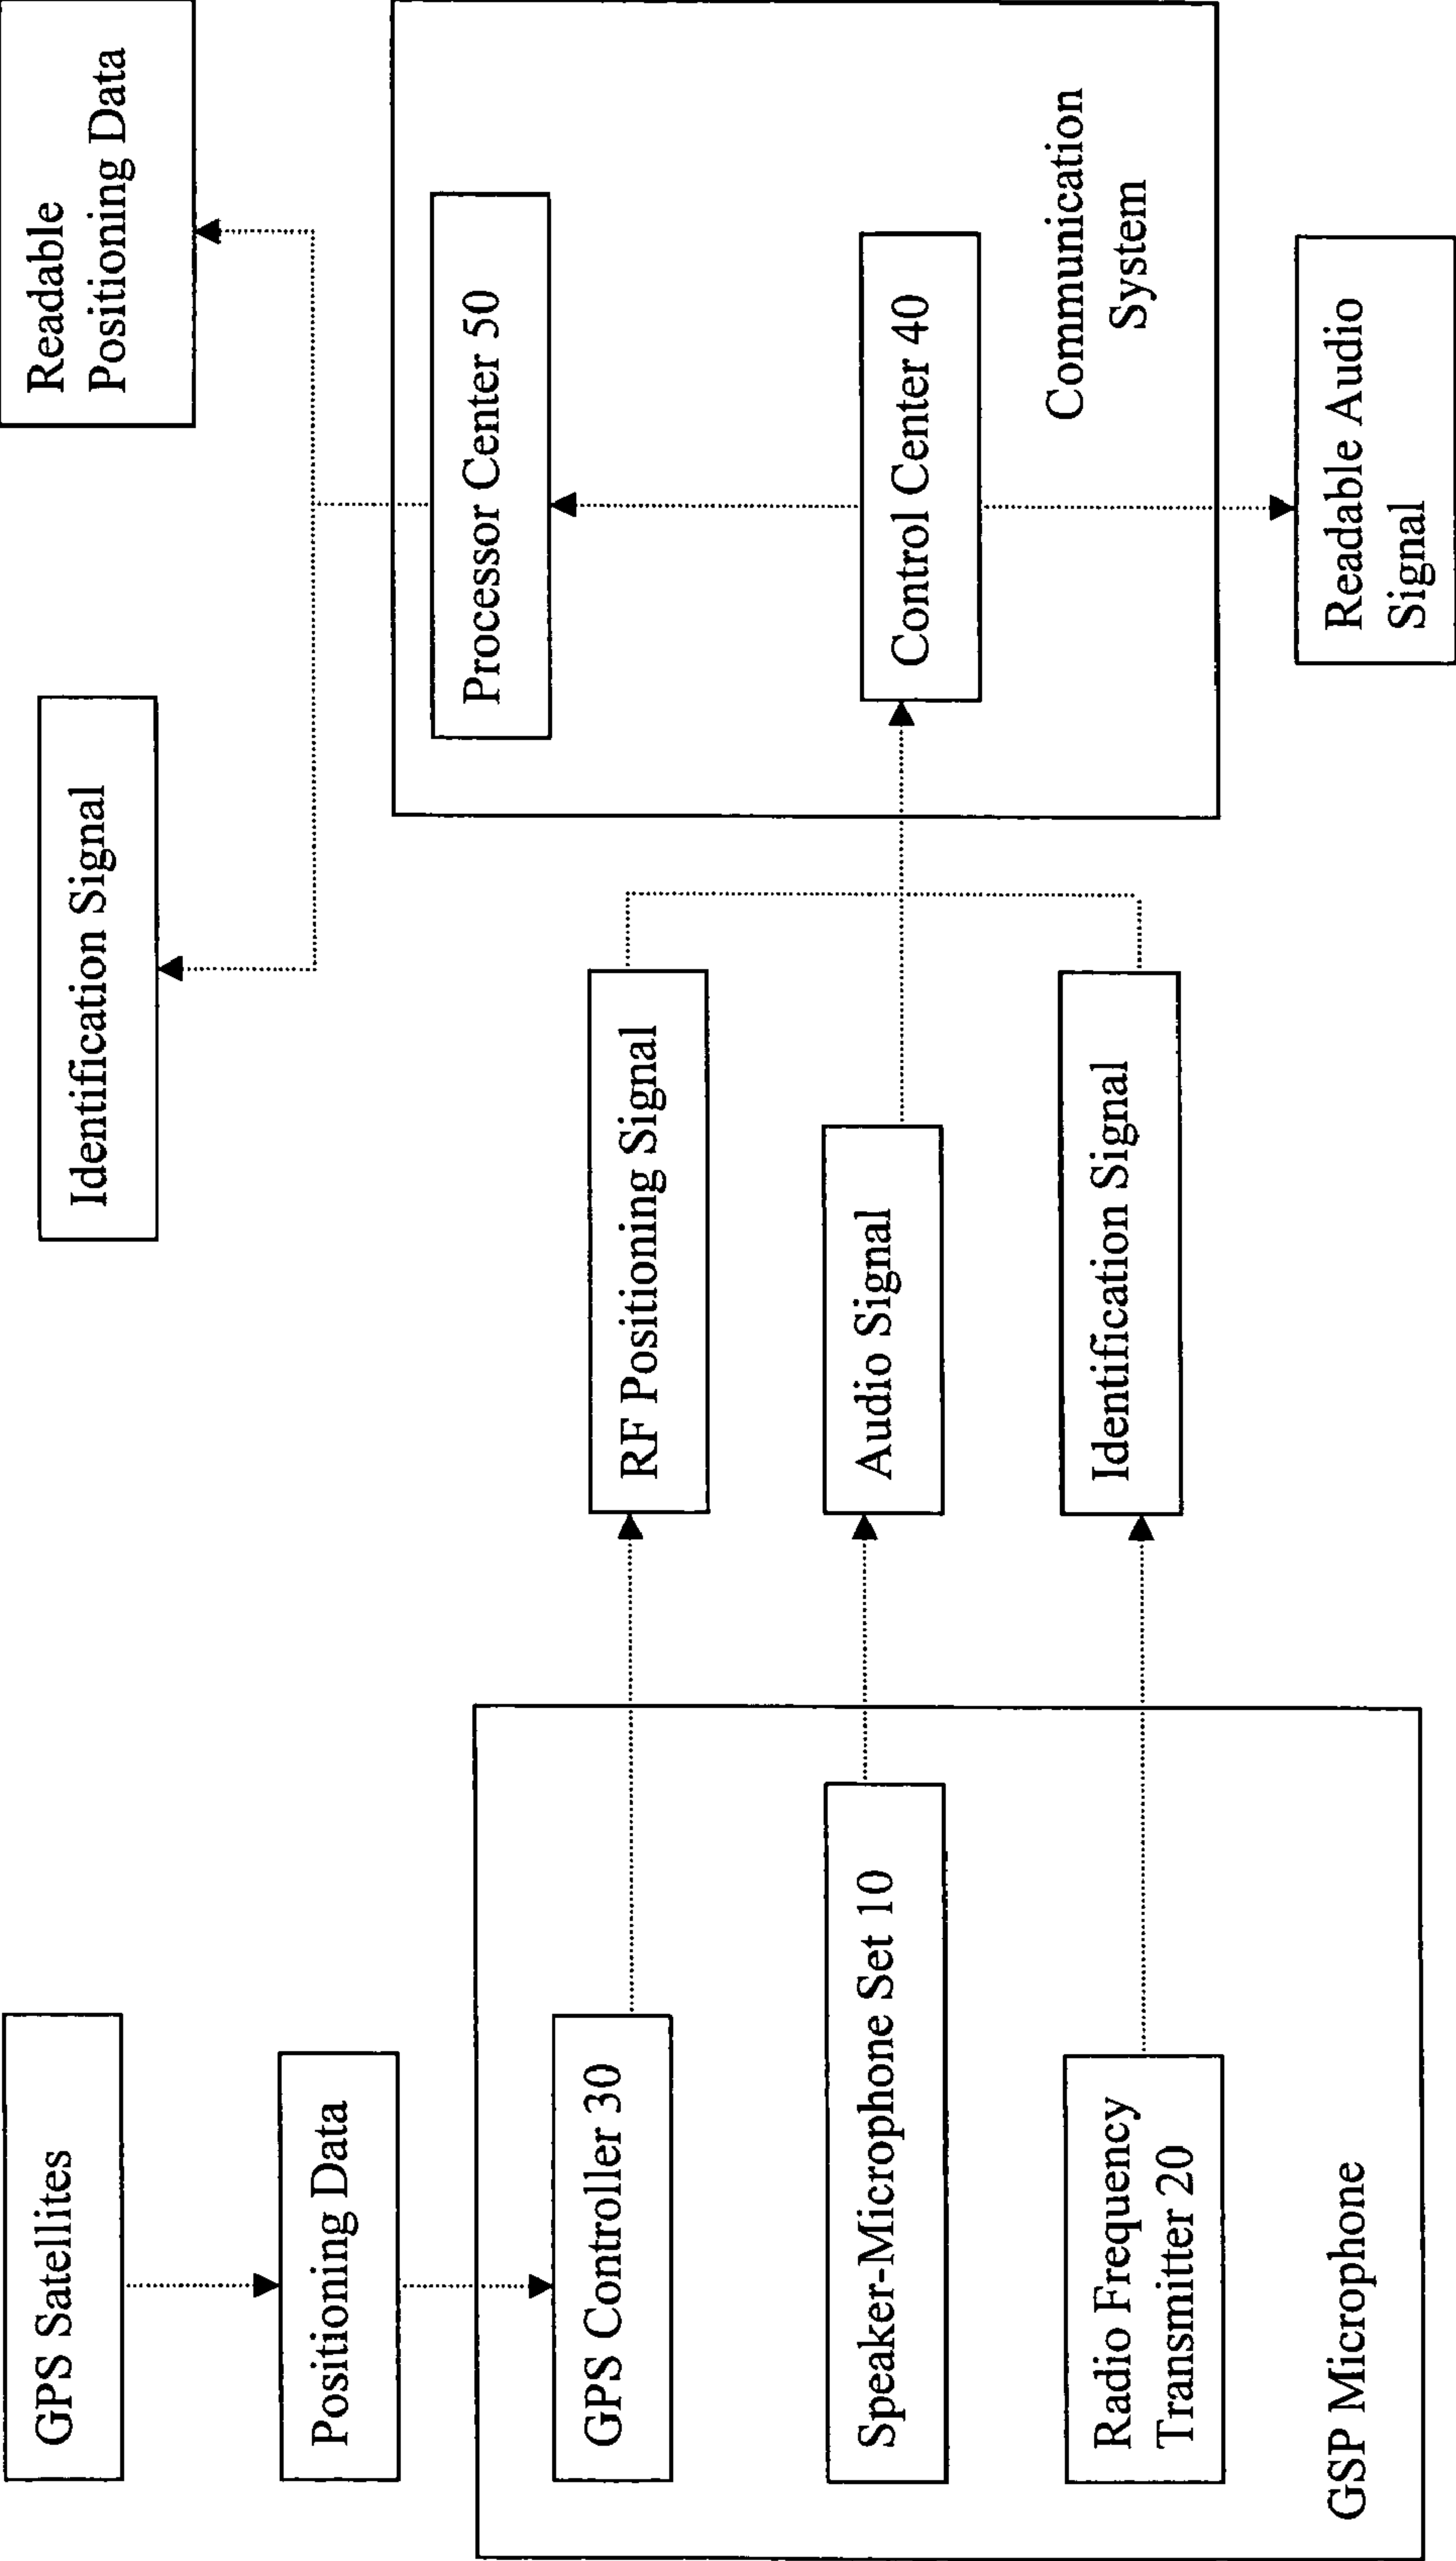 GPS Satellites
Positioning Data
GPS Controller 30
Speaker-Microphone Set 10
Radio Frequency
Transmitter 20
GSP Microphone
RF Positioning Signal
Audio Signal
Identification Signal
Identification Signal
Readable
Positioning Data
Processor Center 50
Control Center 40
Communication
System
Readable Audio
Signal